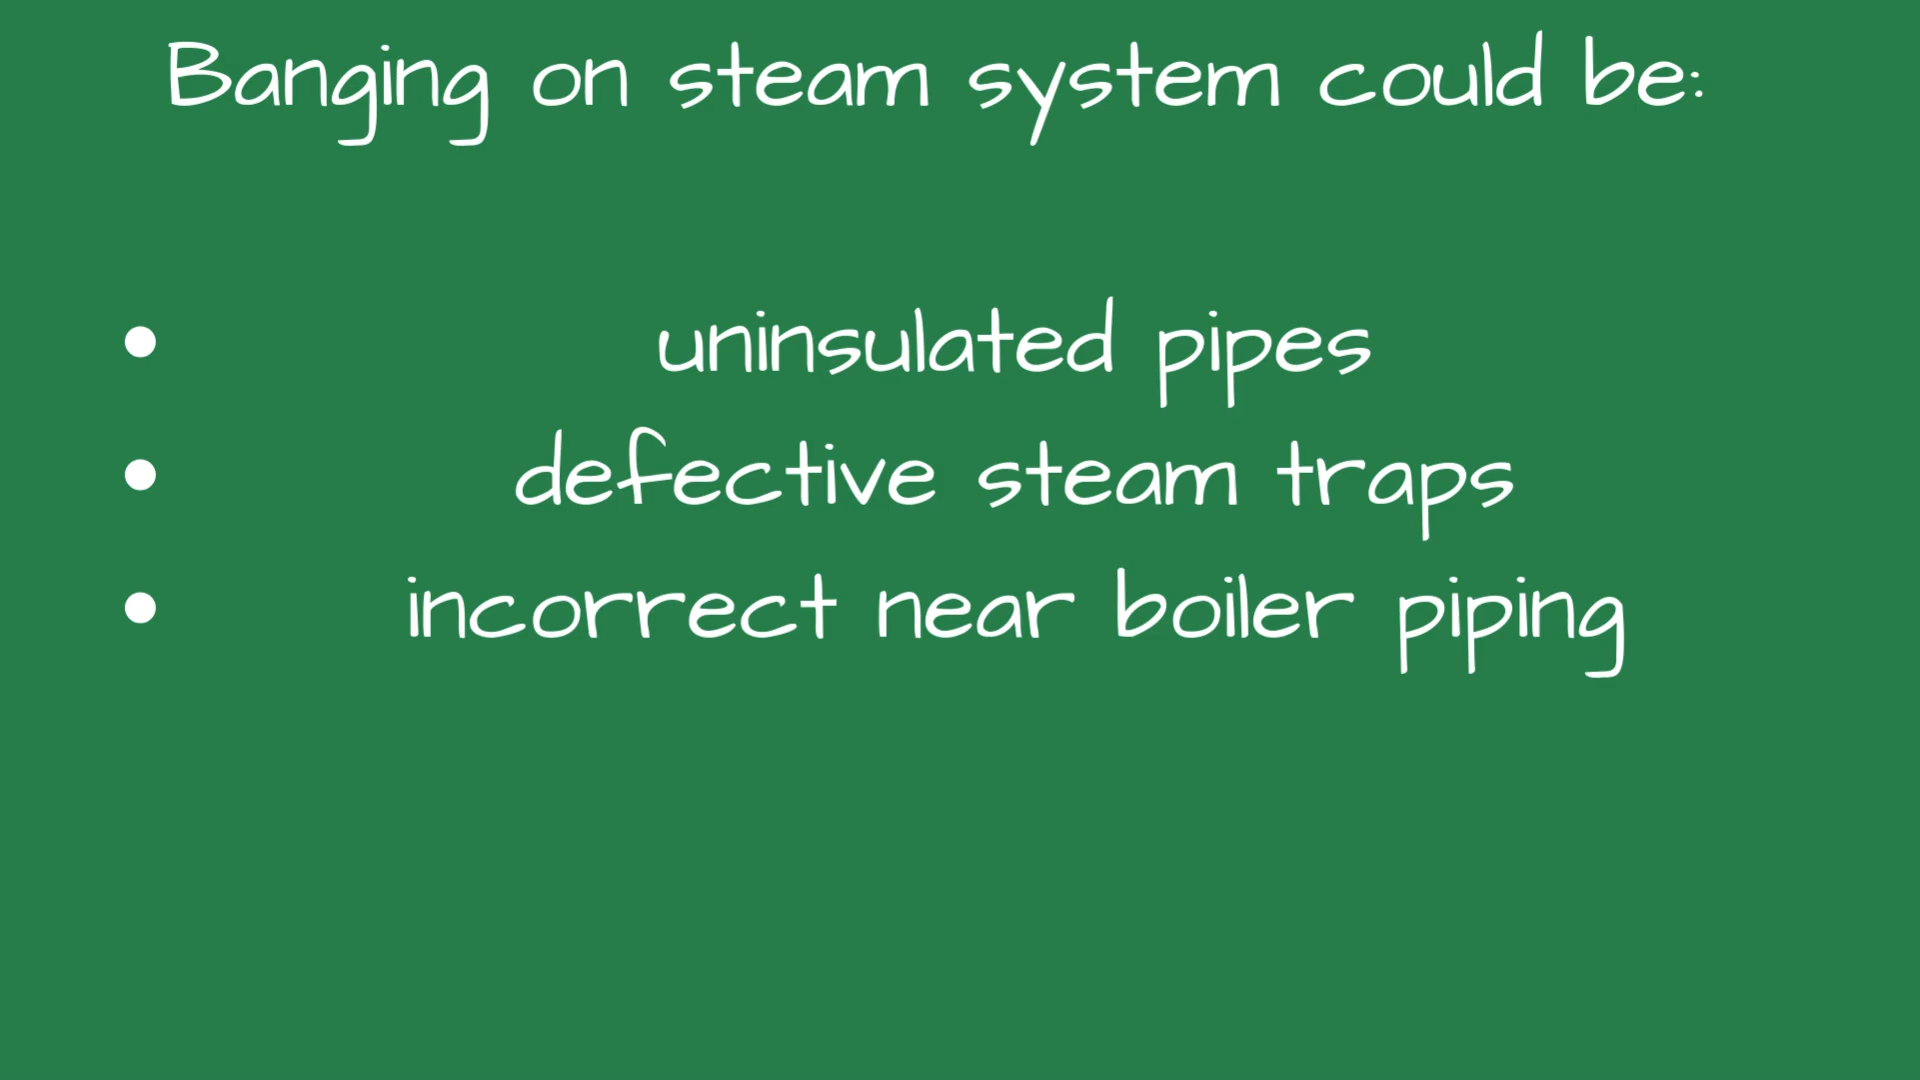 Banging on steam system could be:
• uninsulated pipes
• defective steam traps
• incorrect near boiler piping